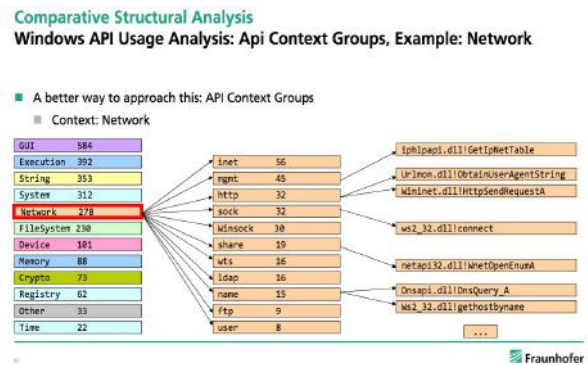 Comparative Structural Analysis
Windows API Usage Analysis: Api Context Groups, Example: Network
A better way to approach this: API Context Groups
Context: Network
GUI 584
Execution 392
String 353
System 312
Network 278
FileSystem 230
Device 101
Memory 88
Crypto 73
Registry 62
Other 33
Time 22
inet 56
mgmt 45
http 32
sock 32
Winsock 30
share 19
wts 16
ldap 16
name 15
ftp 9
user 8
iphlpapi.dll!GetIpNetTable
Urlmon.dll!ObtainUserAgentString
Wininet.dll!HttpSendRequestA
ws2_32.dll!connect
netapi32.dll!WnetOpenEnumA
Dnsapi.dll!DnsQuery_A
Ws2_32.dll!gethostbyname
...
Fraunhofer